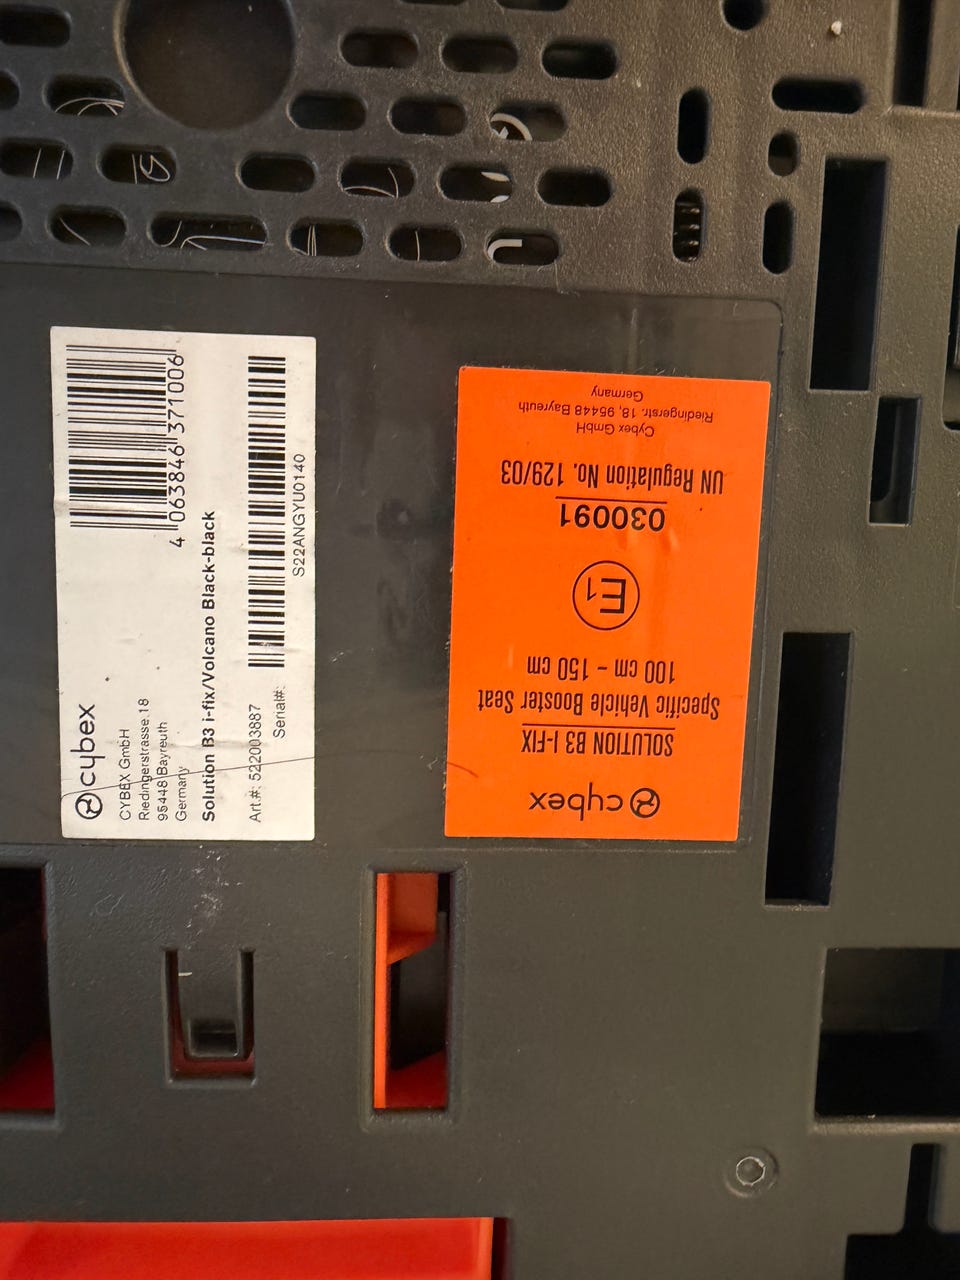 cybex
CYBEX GmbH
Riedingerstrasse 18
95448 Bayreuth
Germany
Solution B3 i-fix/Volcano Black-black
Art.#: 522003887
Serial#:
S22ANGYU0140
4 063846 371006
cybex
SOLUTION B3 I-FIX
Specific Vehicle Booster Seat
100 cm – 150 cm
E1
030091
UN Regulation No. 129/03
Cybex GmbH
Riedingerstr. 18, 95448 Bayreuth
Germany